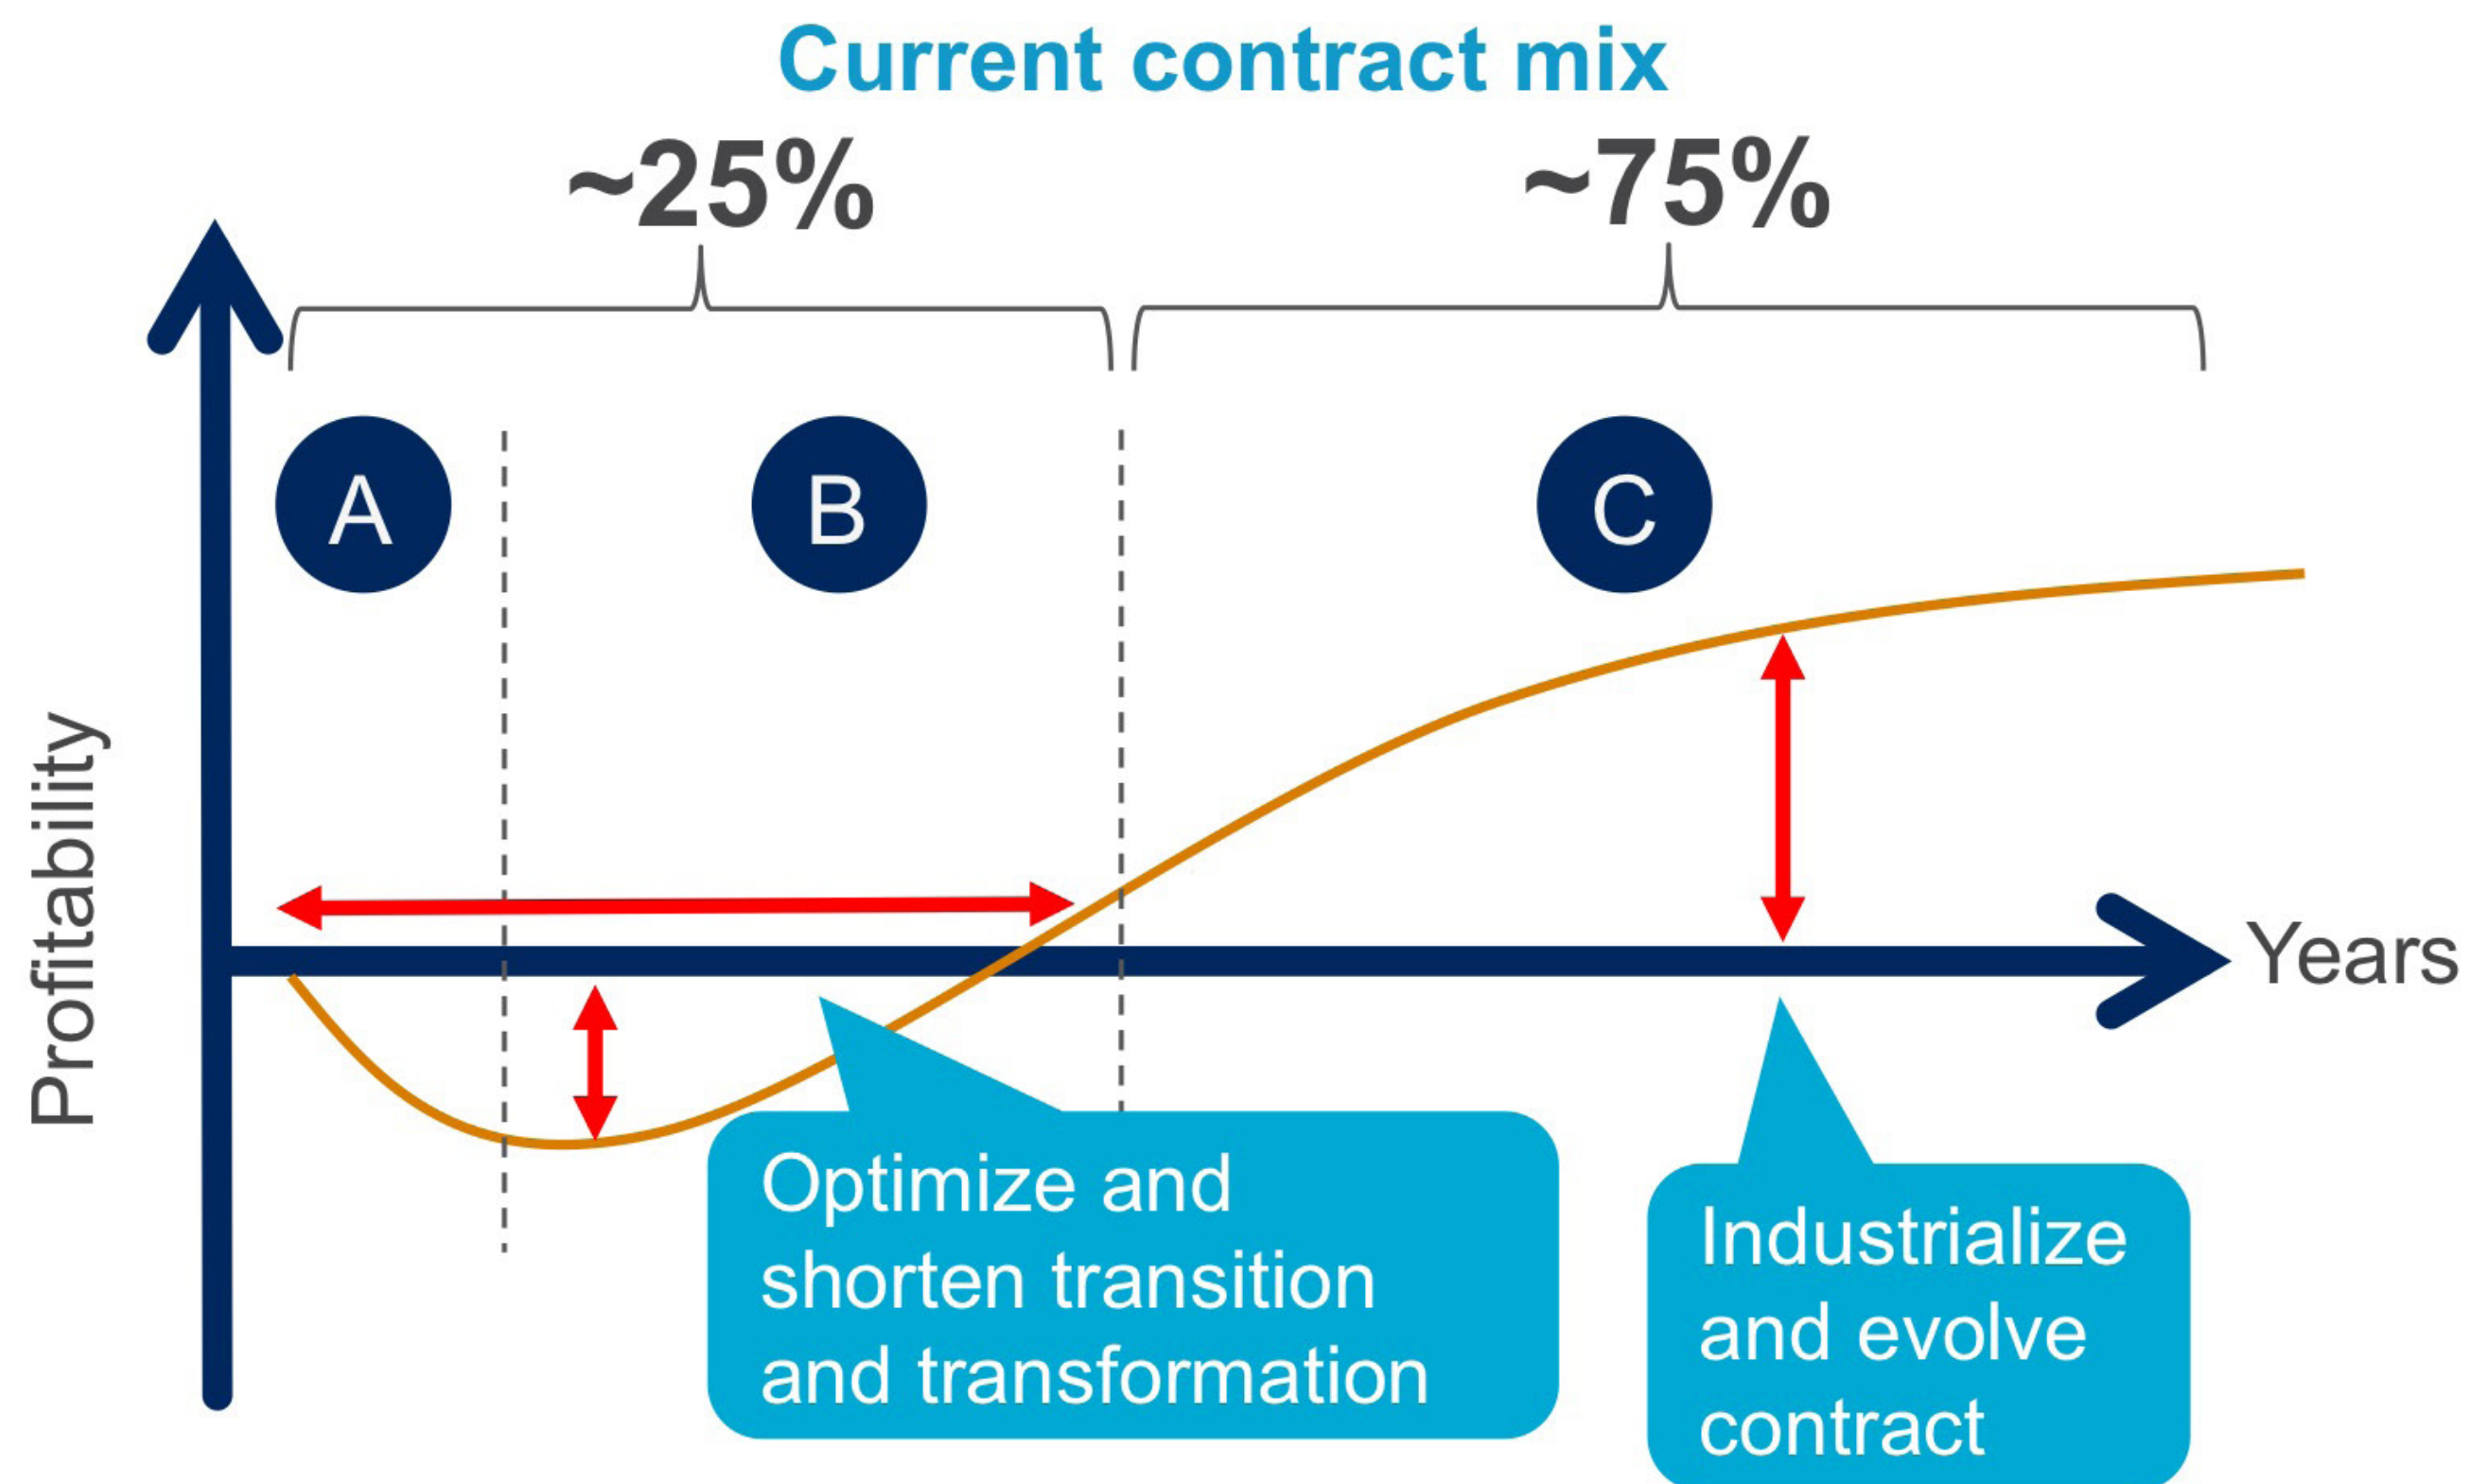 Current contract mix
~25%
~75%
A
B
C
Profitability
Years
Optimize and
shorten transition
and transformation
Industrialize
and evolve
contract